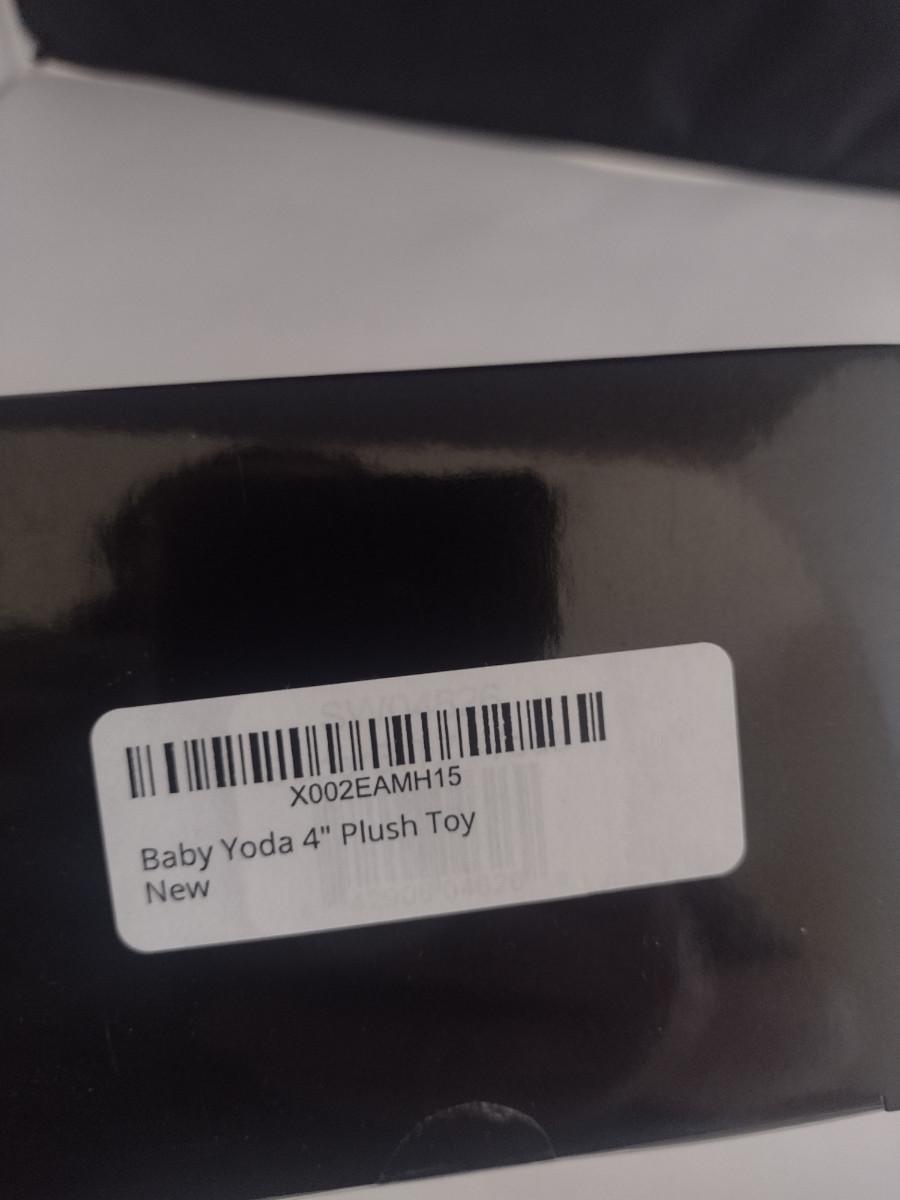 X002EAMH15
Baby Yoda 4" Plush Toy
New